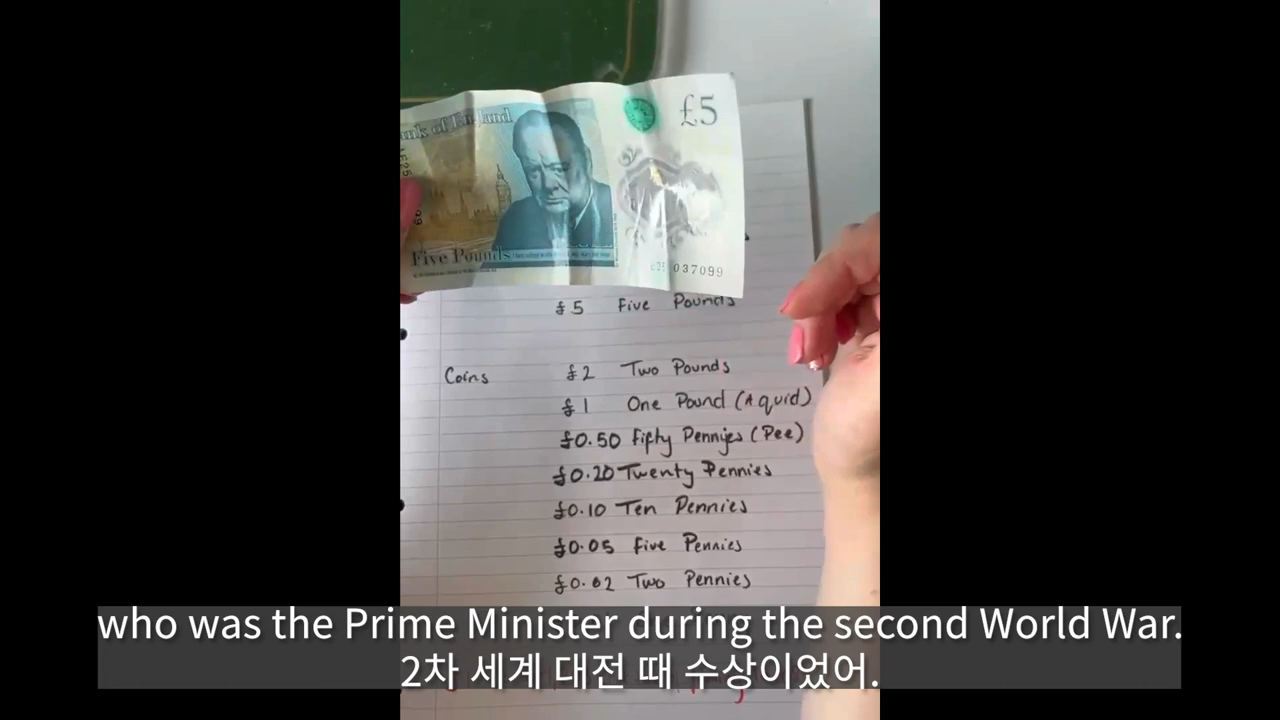 nk of England
£5
Five Pounds
037099
£5 Five Pounds
Coins £2 Two Pounds
£1 One Pound (A quid)
£0.50 Fifty Pennies (Pee)
£0.20 Twenty Pennies
£0.10 Ten Pennies
£0.05 Five Pennies
£0.02 Two Pennies
who was the Prime Minister during the second World War.
2차 세계 대전 때 수상이었어.